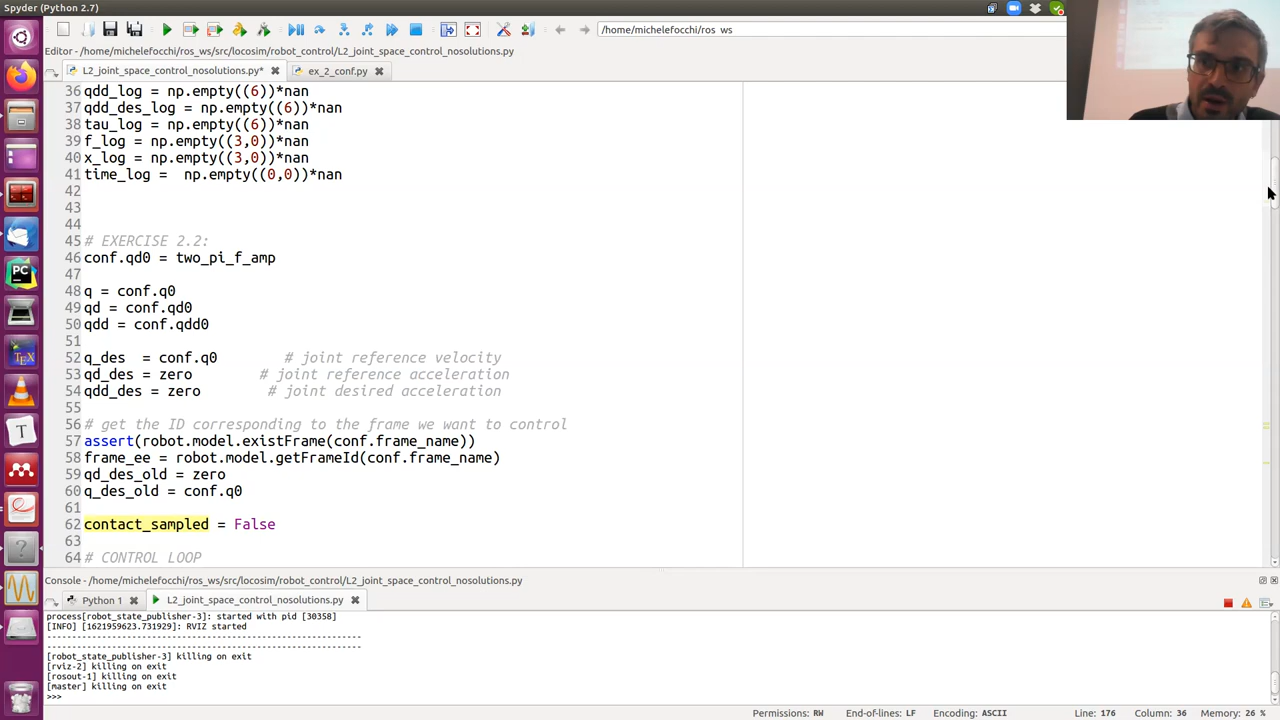 Spyder (Python 2.7)
/home/michelefocchi/ros_ws
Editor - /home/michelefocchi/ros_ws/src/locosim/robot_control/L2_joint_space_control_nosolutions.py
L2_joint_space_control_nosolutions.py*
ex_2_conf.py
36 qdd_log = np.empty((6))*nan
37 qdd_des_log = np.empty((6))*nan
38 tau_log = np.empty((6))*nan
39 f_log = np.empty((3,0))*nan
40 x_log = np.empty((3,0))*nan
41 time_log =  np.empty((0,0))*nan
42
43
44
45 # EXERCISE 2.2:
46 conf.qd0 = two_pi_f_amp
47
48 q = conf.q0
49 qd = conf.qd0
50 qdd = conf.qdd0
51
52 q_des  = conf.q0        # joint reference velocity
53 qd_des = zero        # joint reference acceleration
54 qdd_des = zero        # joint desired acceleration
55
56 # get the ID corresponding to the frame we want to control
57 assert(robot.model.existFrame(conf.frame_name))
58 frame_ee = robot.model.getFrameId(conf.frame_name)
59 qd_des_old = zero
60 q_des_old = conf.q0
61
62 contact_sampled = False
63
64 # CONTROL LOOP
Console - /home/michelefocchi/ros_ws/src/locosim/robot_control/L2_joint_space_control_nosolutions.py
Python 1
L2_joint_space_control_nosolutions.py
process[robot_state_publisher-3]: started with pid [30358]
[INFO] [1621959623.731929]: RVIZ started
------------------------------------------------------------
------------------------------------------------------------
[robot_state_publisher-3] killing on exit
[rviz-2] killing on exit
[rosout-1] killing on exit
[master] killing on exit
>>>
Permissions: RW End-of-lines: LF Encoding: ASCII Line: 176 Column: 36 Memory: 26 %
PC
TEX
T
?